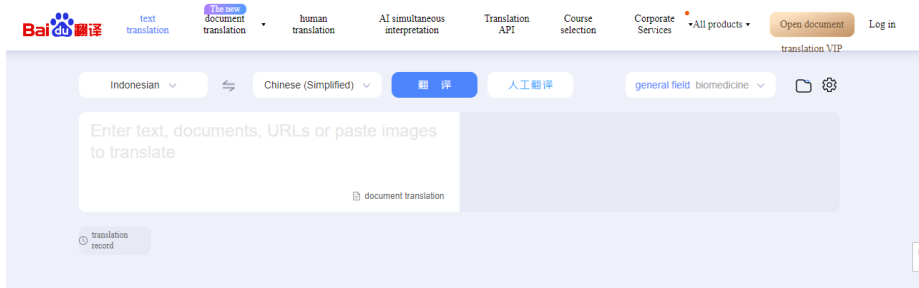 Bai du 翻译
text translation
The new
document translation
human translation
AI simultaneous interpretation
Translation API
Course selection
Corporate Services
All products
Open document translation VIP
Log in
Indonesian
Chinese (Simplified)
翻 译
人工翻译
general field biomedicine
Enter text, documents, URLs or paste images
to translate
document translation
translation
record